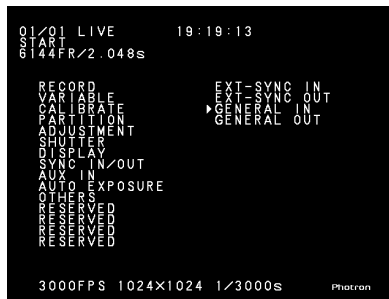 01/01 LIVE 19:19:13
START
6144FR/2.048s
RECORD EXT-SYNC IN
VARIABLE EXT-SYNC OUT
CALIBRATE ▶GENERAL IN
PARTITION GENERAL OUT
ADJUSTMENT
SHUTTER
DISPLAY
SYNC IN/OUT
AUX IN
AUTO EXPOSURE
OTHERS
RESERVED
RESERVED
RESERVED
RESERVED
3000FPS 1024×1024 1/3000s Photron